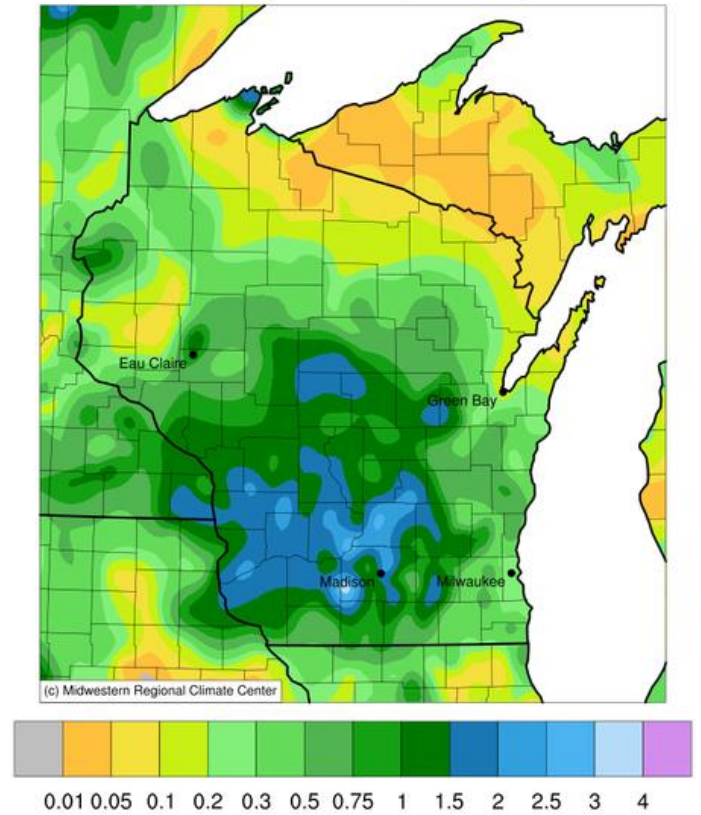 Eau Claire
Green Bay
Madison
Milwaukee
(c) Midwestern Regional Climate Center
0.01 0.05 0.1 0.2 0.3 0.5 0.75 1 1.5 2 2.5 3 4